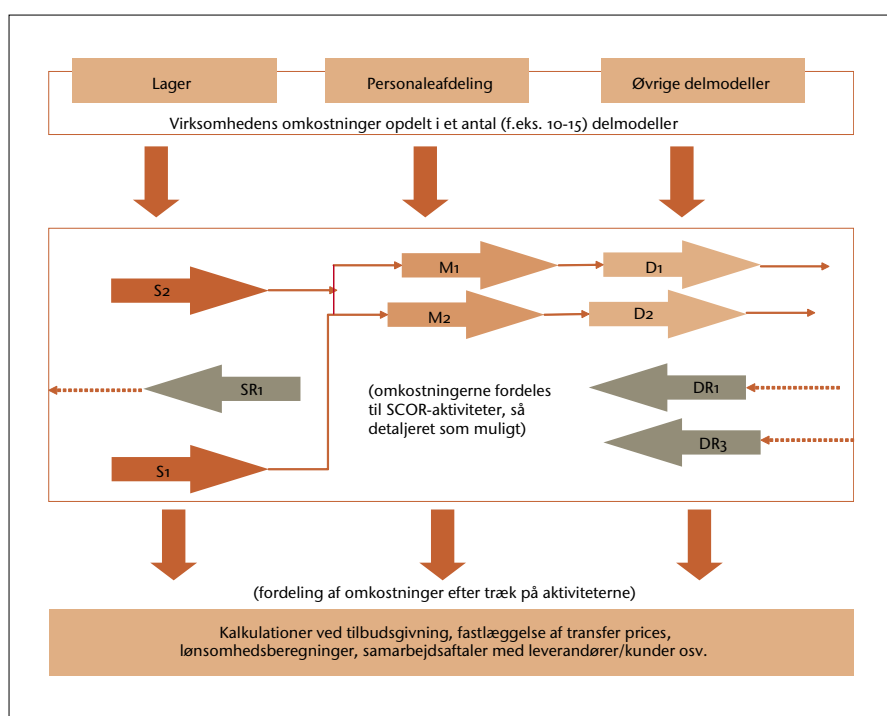 Lager
Personaleafdeling
Øvrige delmodeller
Virksomhedens omkostninger opdelt i et antal (f.eks. 10-15) delmodeller
M1
D1
S2
M2
D2
SR1
(omkostningerne fordeles
til SCOR-aktiviteter, så
detaljeret som muligt)
DR1
DR3
S1
(fordeling af omkostninger efter træk på aktiviteterne)
Kalkulationer ved tilbudsgivning, fastlæggelse af transfer prices,
lønsomhedsberegninger, samarbejdsaftaler med leverandører/kunder osv.